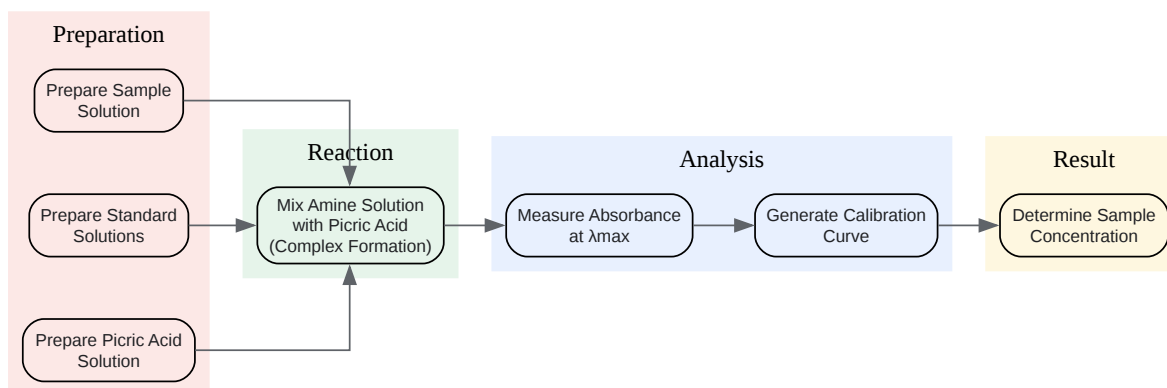 Preparation
Prepare Sample
Solution
Prepare Standard
Solutions
Prepare Picric Acid
Solution
Reaction
Mix Amine Solution
with Picric Acid
(Complex Formation)
Analysis
Measure Absorbance
at λmax
Generate Calibration
Curve
Result
Determine Sample
Concentration